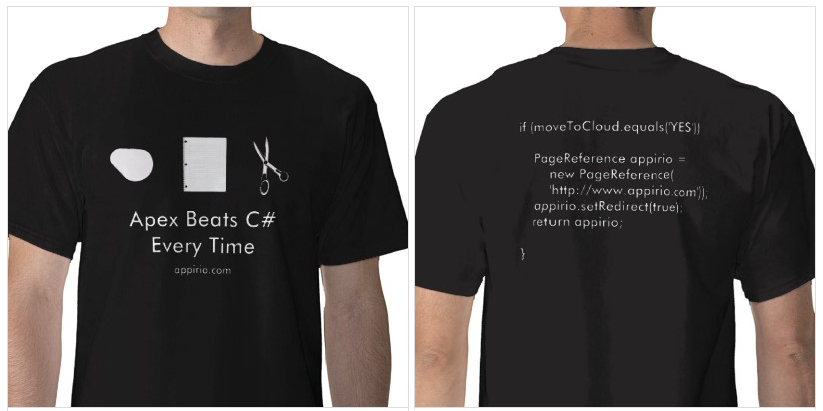 Apex Beats C#
Every Time
appirio.com
if (moveToCloud.equals('YES'))
PageReference appirio =
new PageReference(
'http://www.appirio.com'));
appirio.setRedirect(true);
return appirio;
}